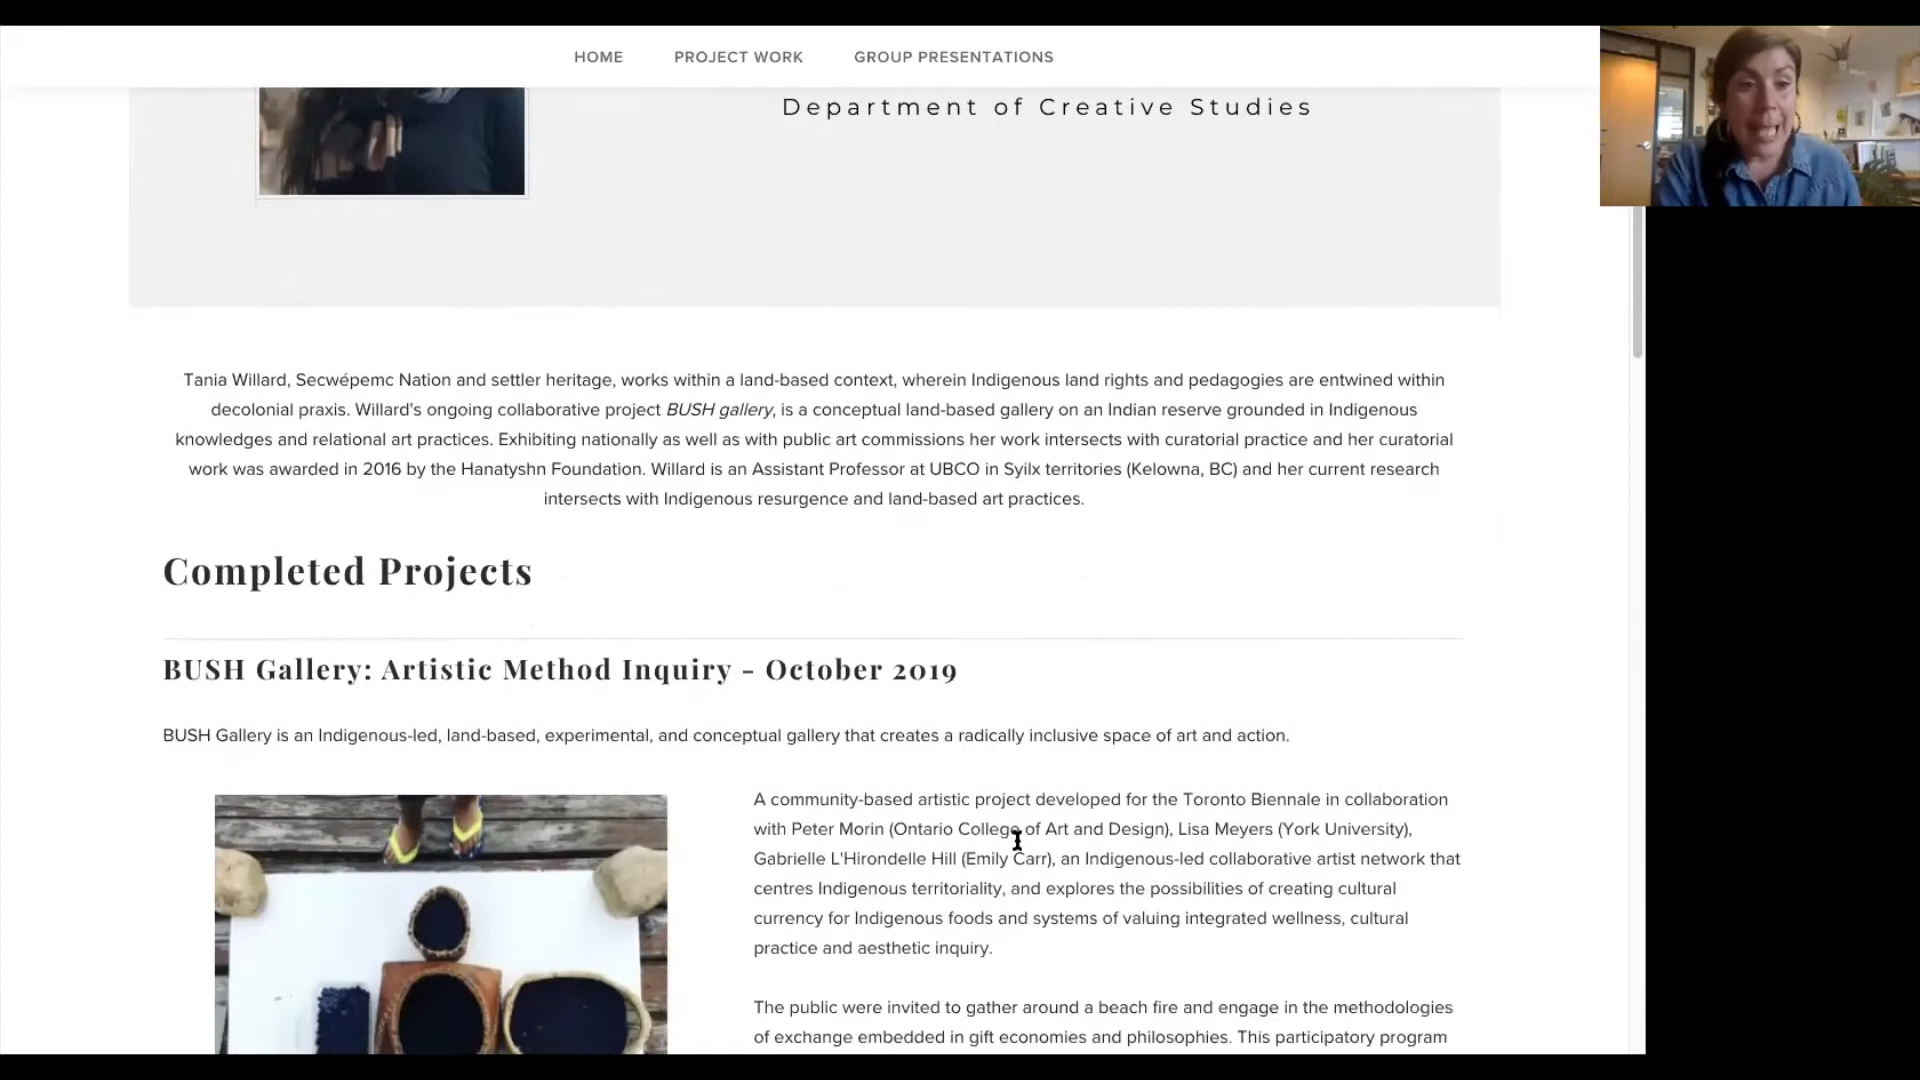 HOME PROJECT WORK GROUP PRESENTATIONS
Department of Creative Studies
Tania Willard, Secwépemc Nation and settler heritage, works within a land-based context, wherein Indigenous land rights and pedagogies are entwined within
decolonial praxis. Willard's ongoing collaborative project BUSH gallery, is a conceptual land-based gallery on an Indian reserve grounded in Indigenous
knowledges and relational art practices. Exhibiting nationally as well as with public art commissions her work intersects with curatorial practice and her curatorial
work was awarded in 2016 by the Hanatyshn Foundation. Willard is an Assistant Professor at UBCO in Syilx territories (Kelowna, BC) and her current research
intersects with Indigenous resurgence and land-based art practices.
Completed Projects
BUSH Gallery: Artistic Method Inquiry - October 2019
BUSH Gallery is an Indigenous-led, land-based, experimental, and conceptual gallery that creates a radically inclusive space of art and action.
A community-based artistic project developed for the Toronto Biennale in collaboration
with Peter Morin (Ontario College of Art and Design), Lisa Meyers (York University),
Gabrielle L'Hirondelle Hill (Emily Carr), an Indigenous-led collaborative artist network that
centres Indigenous territoriality, and explores the possibilities of creating cultural
currency for Indigenous foods and systems of valuing integrated wellness, cultural
practice and aesthetic inquiry.
The public were invited to gather around a beach fire and engage in the methodologies
of exchange embedded in gift economies and philosophies. This participatory program